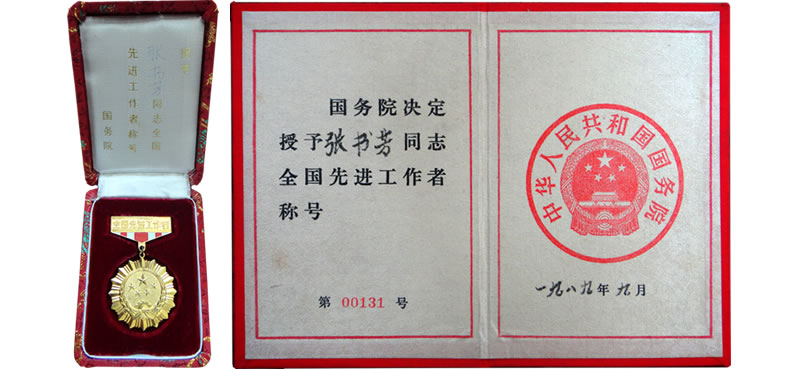 授予
张书芳同志全国
先进工作者称号
国务院
全国先进工作者
国务院决定
授予张书芳同志
全国先进工作者
称号
第 00131 号
中华人民共和国国务院
一九八九年九月